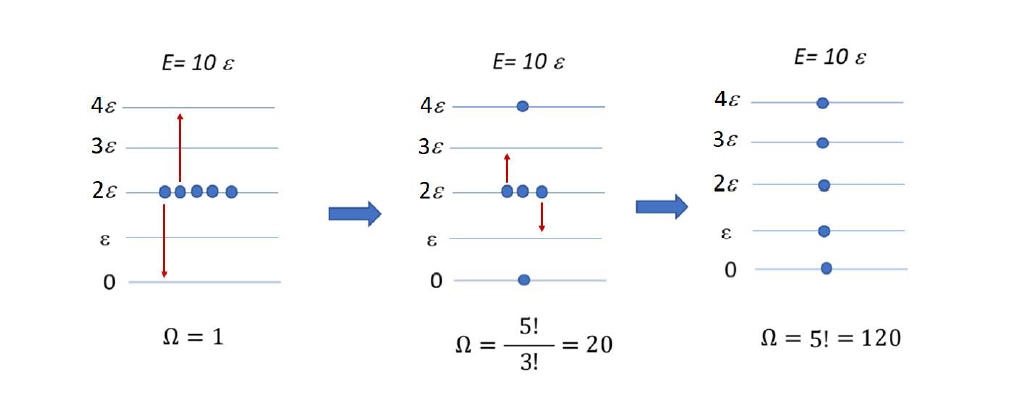 E= 10 ε
4ε
3ε
2ε
ε
0
Ω = 1
E= 10 ε
4ε
3ε
2ε
ε
0
Ω = 5!/3! = 20
E= 10 ε
4ε
3ε
2ε
ε
0
Ω = 5! = 120